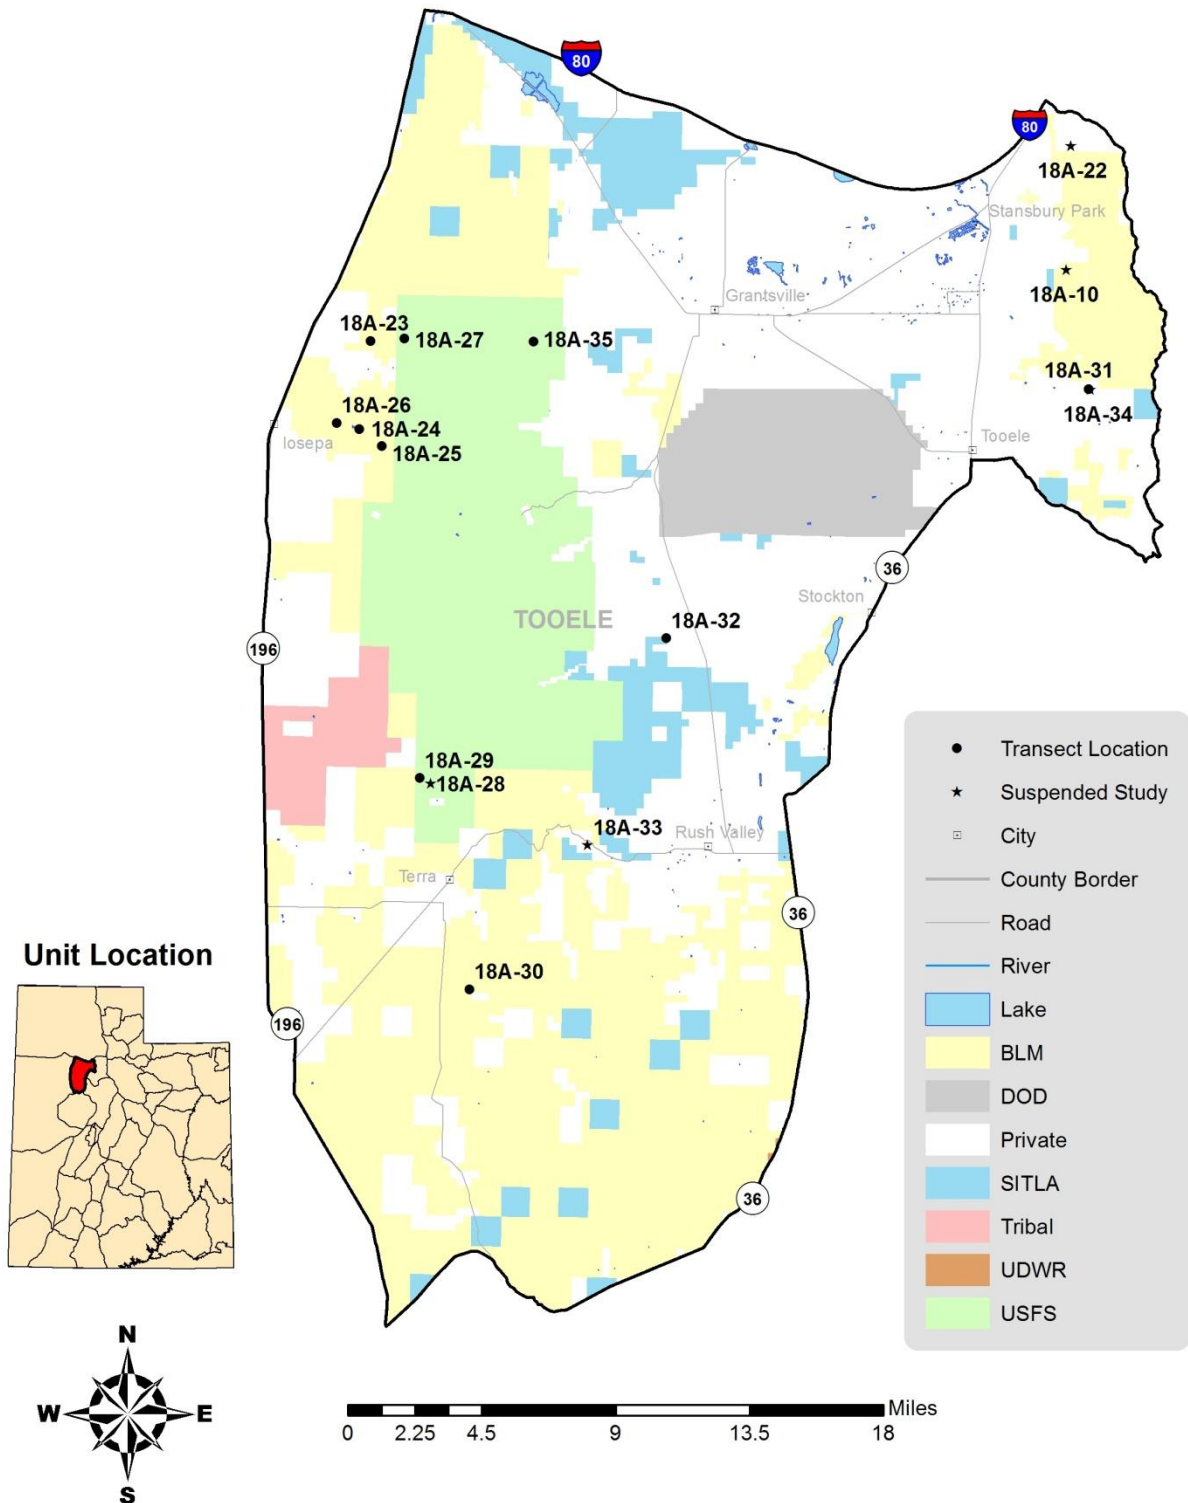 80
80
18A-22
Stansbury Park
18A-10
Grantsville
18A-23
18A-27
18A-35
18A-31
18A-34
18A-26
18A-24
Iosepa
18A-25
Tooele
36
Stockton
TOOELE
18A-32
196
18A-29
18A-28
18A-33
Rush Valley
Terra
36
18A-30
196
36
Transect Location
Suspended Study
City
County Border
Road
River
Lake
BLM
DOD
Private
SITLA
Tribal
UDWR
USFS
Unit Location
N
W E
S
Miles
0 2.25 4.5 9 13.5 18